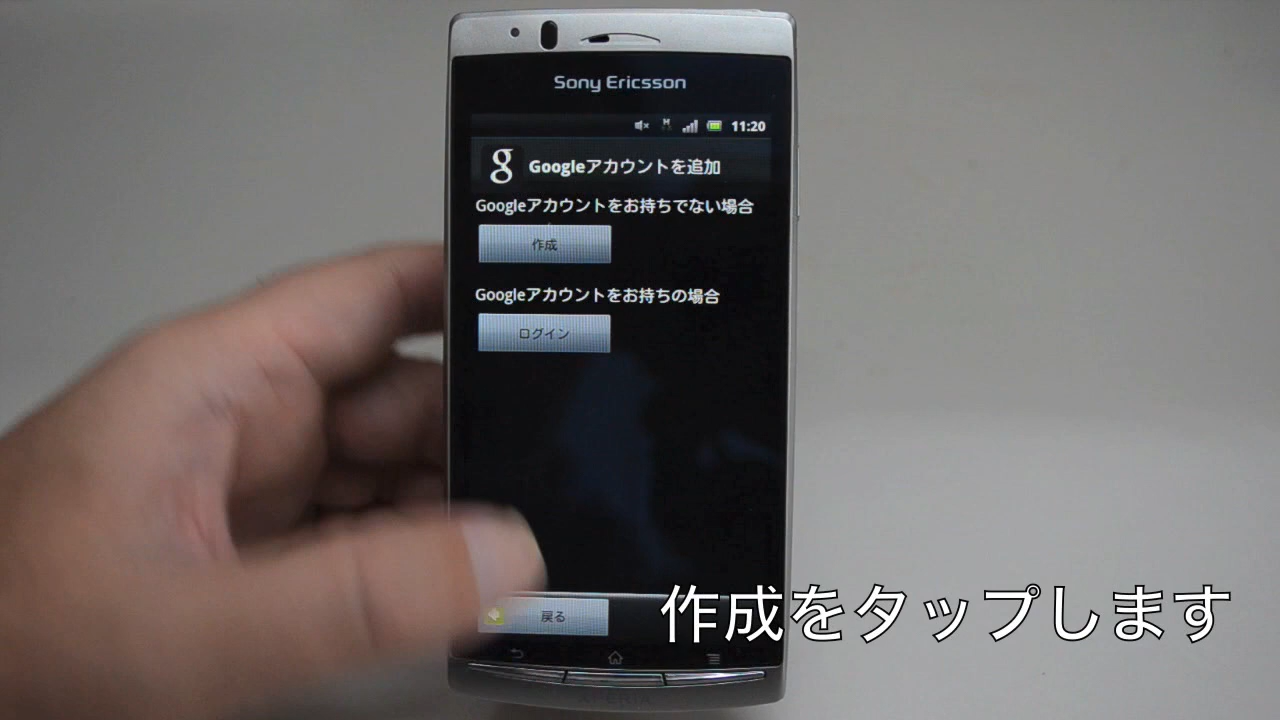 Sony Ericsson
11:20
Googleアカウントを追加
Googleアカウントをお持ちでない場合
作成
Googleアカウントをお持ちの場合
ログイン
戻る
作成をタップします
XPERIA